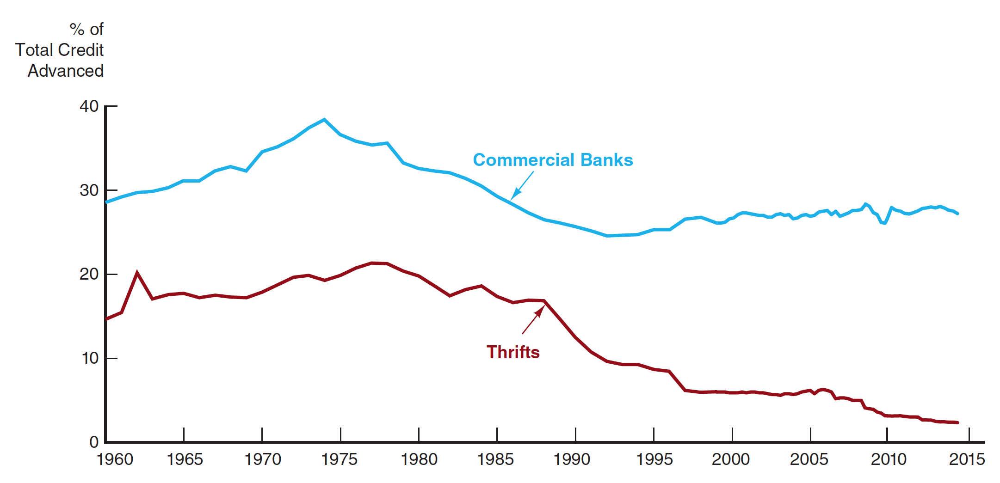 % of
Total Credit
Advanced
40
30
20
10
0
Commercial Banks
Thrifts
1960 1965 1970 1975 1980 1985 1990 1995 2000 2005 2010 2015